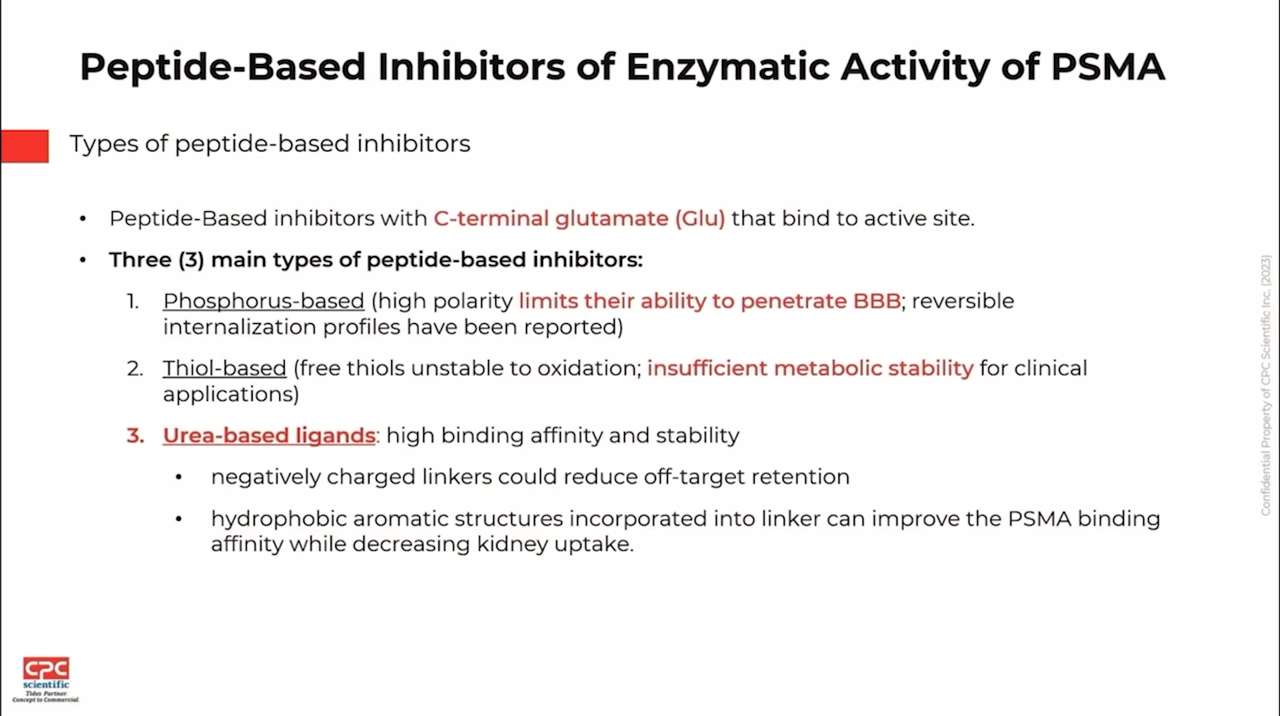 Peptide-Based Inhibitors of Enzymatic Activity of PSMA
Types of peptide-based inhibitors
• Peptide-Based inhibitors with C-terminal glutamate (Glu) that bind to active site.
• Three (3) main types of peptide-based inhibitors:
1. Phosphorus-based (high polarity limits their ability to penetrate BBB; reversible
internalization profiles have been reported)
2. Thiol-based (free thiols unstable to oxidation; insufficient metabolic stability for clinical
applications)
3. Urea-based ligands: high binding affinity and stability
• negatively charged linkers could reduce off-target retention
• hydrophobic aromatic structures incorporated into linker can improve the PSMA binding
affinity while decreasing kidney uptake.
Confidential Property of CPC Scientific Inc. (2023)
CPC
scientific
Tides Partner
Concept to Commercial